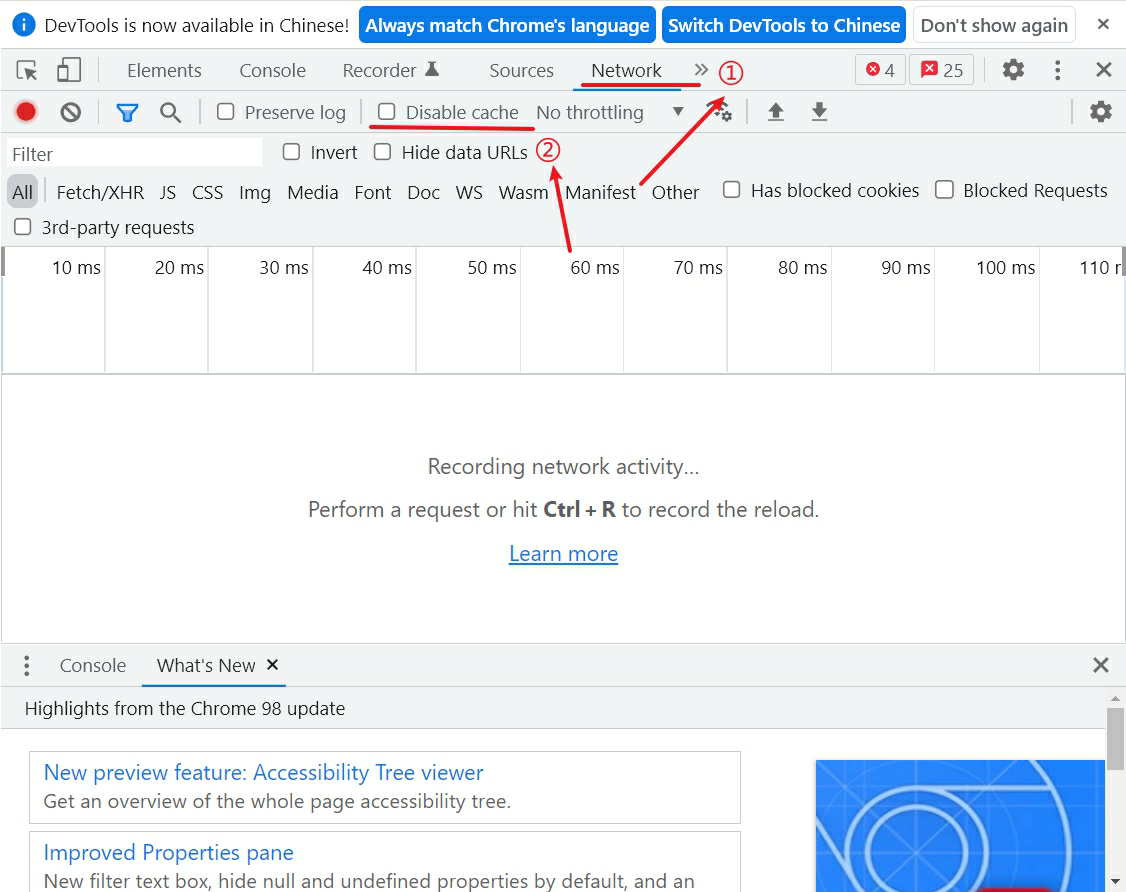 DevTools is now available in Chinese! Always match Chrome's language Switch DevTools to Chinese Don't show again
Elements Console Recorder Sources Network ① 4 25
Preserve log Disable cache No throttling
Filter Invert Hide data URLs ②
All Fetch/XHR JS CSS Img Media Font Doc WS Wasm Manifest Other Has blocked cookies Blocked Requests
3rd-party requests
10 ms 20 ms 30 ms 40 ms 50 ms 60 ms 70 ms 80 ms 90 ms 100 ms 110 r
Recording network activity...
Perform a request or hit Ctrl + R to record the reload.
Learn more
Console What's New
Highlights from the Chrome 98 update
New preview feature: Accessibility Tree viewer
Get an overview of the whole page accessibility tree.
Improved Properties pane
New filter text box, hide null and undefined properties by default, and an